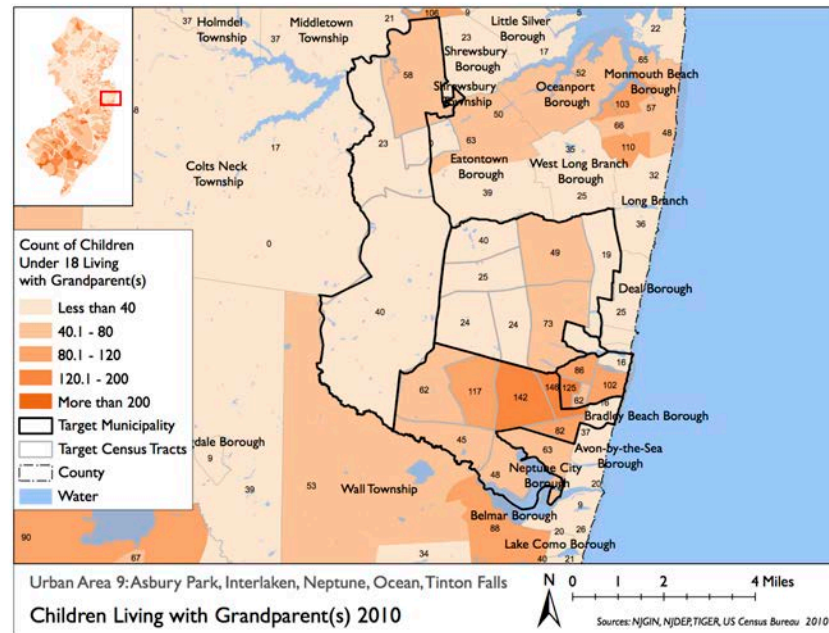 37
Holmdel
Township
37
Middletown
Township
21
106
23
Little Silver
Borough
5
17
22
Shrewsbury
Borough
58
Shrewsbury
Township
52
65
Oceanport
Borough
Monmouth Beach
Borough
103
57
50
66
48
8
17
23
63
110
Colts Neck
Township
Eatontown
Borough
35
West Long Branch
Borough
39
25
32
Long Branch
36
0
40
49
19
25
Deal Borough
40
24
24
73
25
16
62
117
142
146
125
86
102
62
16
Bradley Beach Borough
82
37
45
63
Avon-by-the-Sea
Borough
gdale Borough
9
39
53
Wall Township
48
Neptune City
Borough
20
9
Belmar Borough
88
20
26
Lake Como Borough
90
67
34
40
21
Count of Children
Under 18 Living
with Grandparent(s)
Less than 40
40.1 - 80
80.1 - 120
120.1 - 200
More than 200
Target Municipality
Target Census Tracts
County
Water
Urban Area 9: Asbury Park, Interlaken, Neptune, Ocean, Tinton Falls
Children Living with Grandparent(s) 2010
N
0 1 2 4 Miles
Sources: NJGIN, NJDEP, TIGER, US Census Bureau 2010